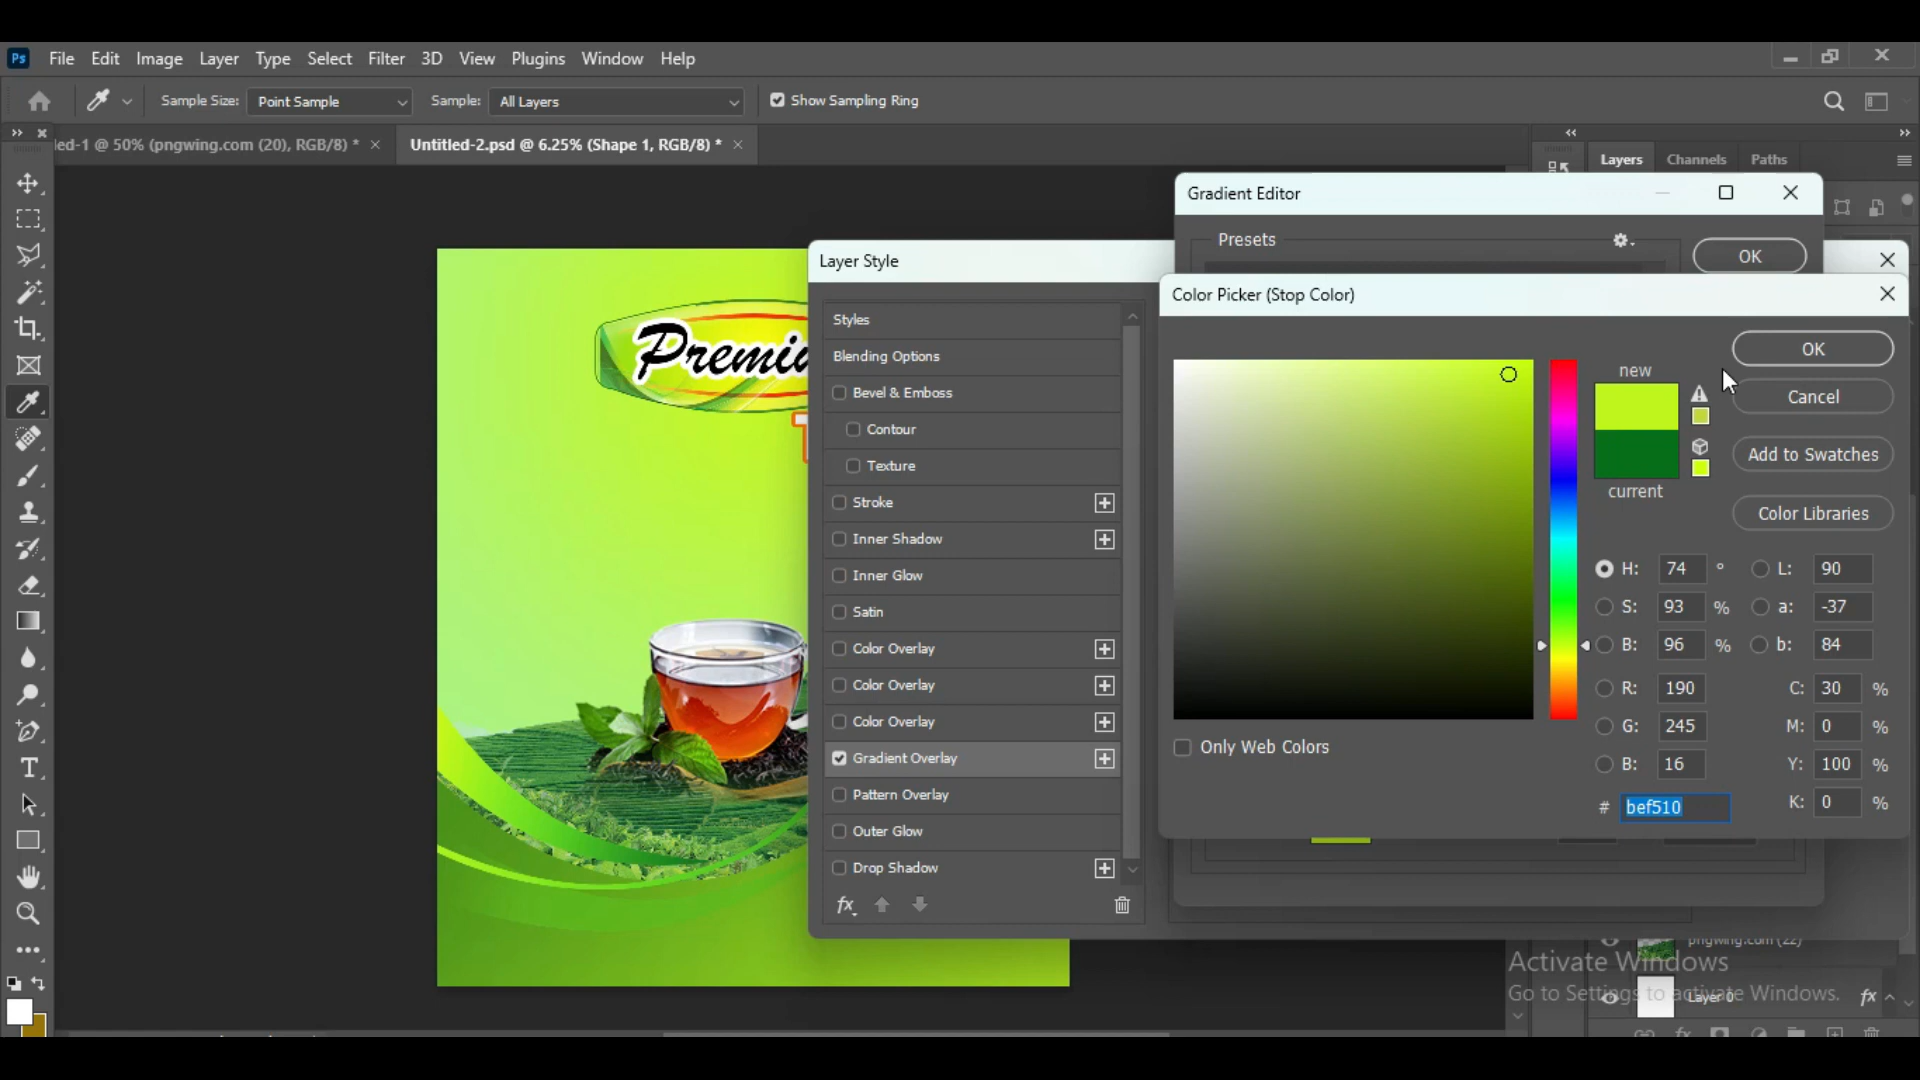 Ps File Edit Image Layer Type Select Filter 3D View Plugins Window Help
Sample Size: Point Sample Sample: All Layers Show Sampling Ring
led-1 @ 50% (pngwing.com (20), RGB/8) * Untitled-2.psd @ 6.25% (Shape 1, RGB/8) *
Layers Channels Paths
Gradient Editor
Presets
OK
Layer Style
Color Picker (Stop Color)
Styles
Blending Options
Bevel & Emboss
Contour
Texture
Stroke
Inner Shadow
Inner Glow
Satin
Color Overlay
Color Overlay
Color Overlay
Gradient Overlay
Pattern Overlay
Outer Glow
Drop Shadow
fx
OK
new
Cancel
Add to Swatches
current
Color Libraries
H: 74 ° L: 90
S: 93 % a: -37
B: 96 % b: 84
R: 190 C: 30 %
G: 245 M: 0 %
B: 16 Y: 100 %
# bef510 K: 0 %
Only Web Colors
pngwing.com (22)
Layer 0 fx
Activate Windows
Go to Settings to activate Windows.